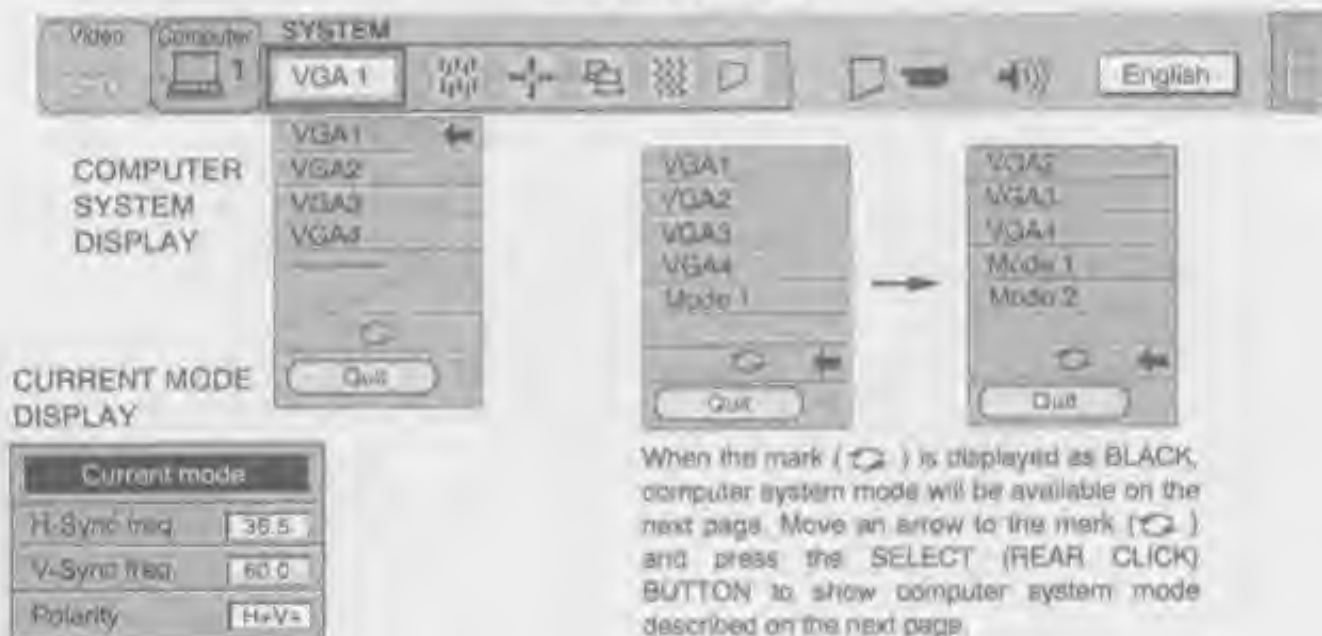 Video
Computer
SYSTEM
1
VGA 1
English
COMPUTER
SYSTEM
DISPLAY
VGA1
VGA2
VGA3
VGA4
Quit
VGA1
VGA2
VGA3
VGA4
Mode 1
Quit
VGA2
VGA3
VGA4
Mode 1
Mode 2
Quit
CURRENT MODE
DISPLAY
Current mode
H-Sync freq. 36.5
V-Sync freq. 60.0
Polarity H+V+
When the mark ( ) is displayed as BLACK,
computer system mode will be available on the
next page. Move an arrow to the mark ( )
and press the SELECT (REAR CLICK)
BUTTON to show computer system mode
described on the next page.